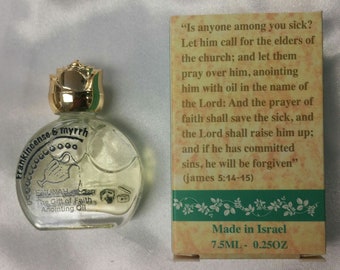 Frankincense & Myrrh
The Gift of Faith
Anointing Oil
“Is anyone among you sick?
Let him call for the elders of
the church; and let them
pray over him, anointing
him with oil in the name of
the Lord: And the prayer of
faith shall save the sick, and
the Lord shall raise him up;
and if he has committed
sins, he will be forgiven”
(james 5:14-15)
Made in Israel
7.5ML - 0.25OZ